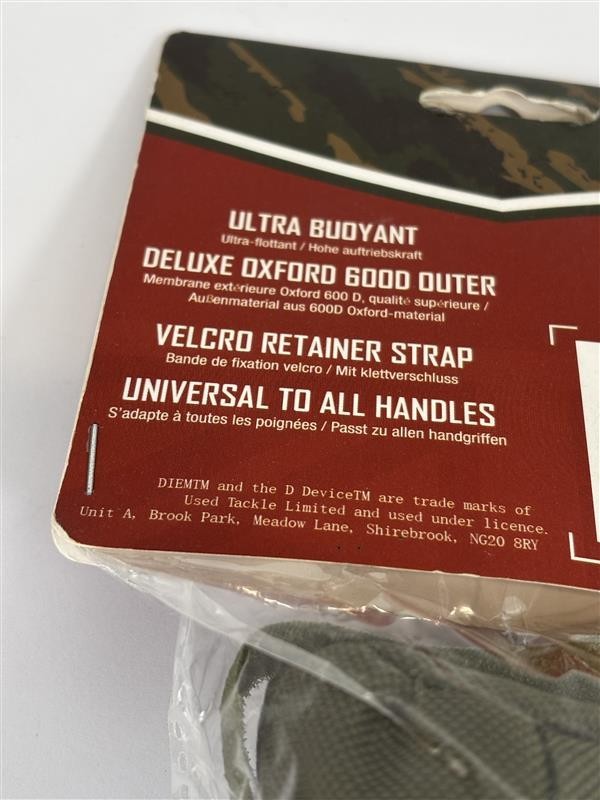 ULTRA BUOYANT
Ultra-flottant / Hohe auftriebskraft
DELUXE OXFORD 600D OUTER
Membrane extérieure Oxford 600 D, qualité supérieure /
Außenmaterial aus 600D Oxford-material
VELCRO RETAINER STRAP
Bande de fixation velcro / Mit klettverschluss
UNIVERSAL TO ALL HANDLES
S'adapte à toutes les poignées / Passt zu allen handgriffen
DIEMTM and the D DeviceTM are trade marks of
Used Tackle Limited and used under licence.
Unit A, Brook Park, Meadow Lane, Shirebrook, NG20 8RY